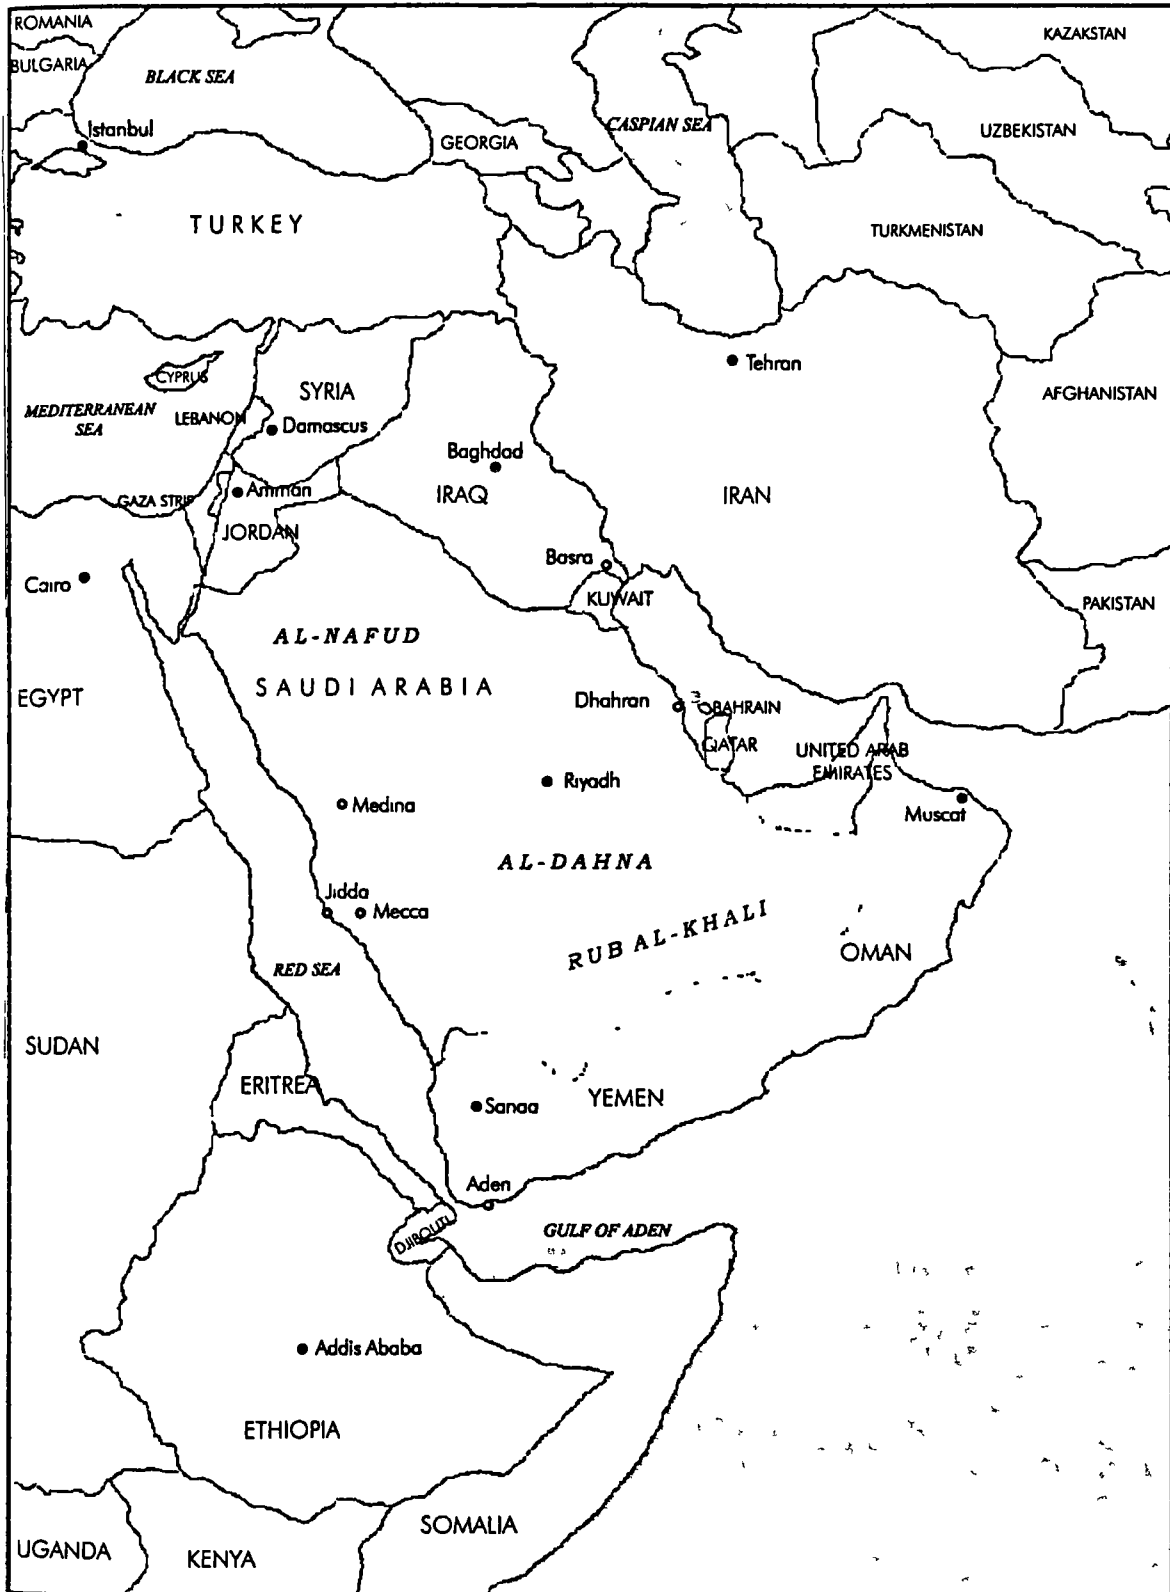 ROMANIA
KAZAKSTAN
BULGARIA
BLACK SEA
Istanbul
CASPIAN SEA
UZBEKISTAN
GEORGIA
TURKEY
TURKMENISTAN
Tehran
CYPRUS
SYRIA
AFGHANISTAN
MEDITERRANEAN
SEA
LEBANON
Damascus
Baghdad
Amman
IRAQ
IRAN
GAZA STRIP
JORDAN
Basra
Cairo
KUWAIT
PAKISTAN
AL-NAFUD
SAUDI ARABIA
EGYPT
Dhahran
BAHRAIN
QATAR
UNITED ARAB
EMIRATES
Riyadh
Medina
Muscat
AL-DAHNA
Jidda
Mecca
RUB AL-KHALI
OMAN
RED SEA
SUDAN
ERITREA
YEMEN
Sanaa
Aden
DJIBOUTI
GULF OF ADEN
Addis Ababa
ETHIOPIA
SOMALIA
UGANDA
KENYA